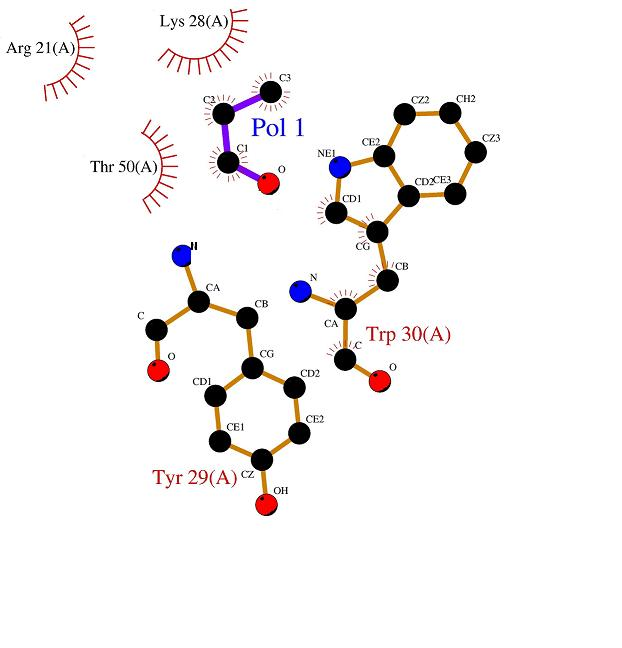 Lys 28(A)
Arg 21(A)
C3
C2
Pol 1
CZ2
CH2
CZ3
CE2
NE1
C1
O
Thr 50(A)
CD2
CE3
CD1
CG
N
CB
N
CA
CB
CA
C
O
Trp 30(A)
C
O
CG
CD1
CD2
CE1
CE2
CZ
Tyr 29(A)
OH